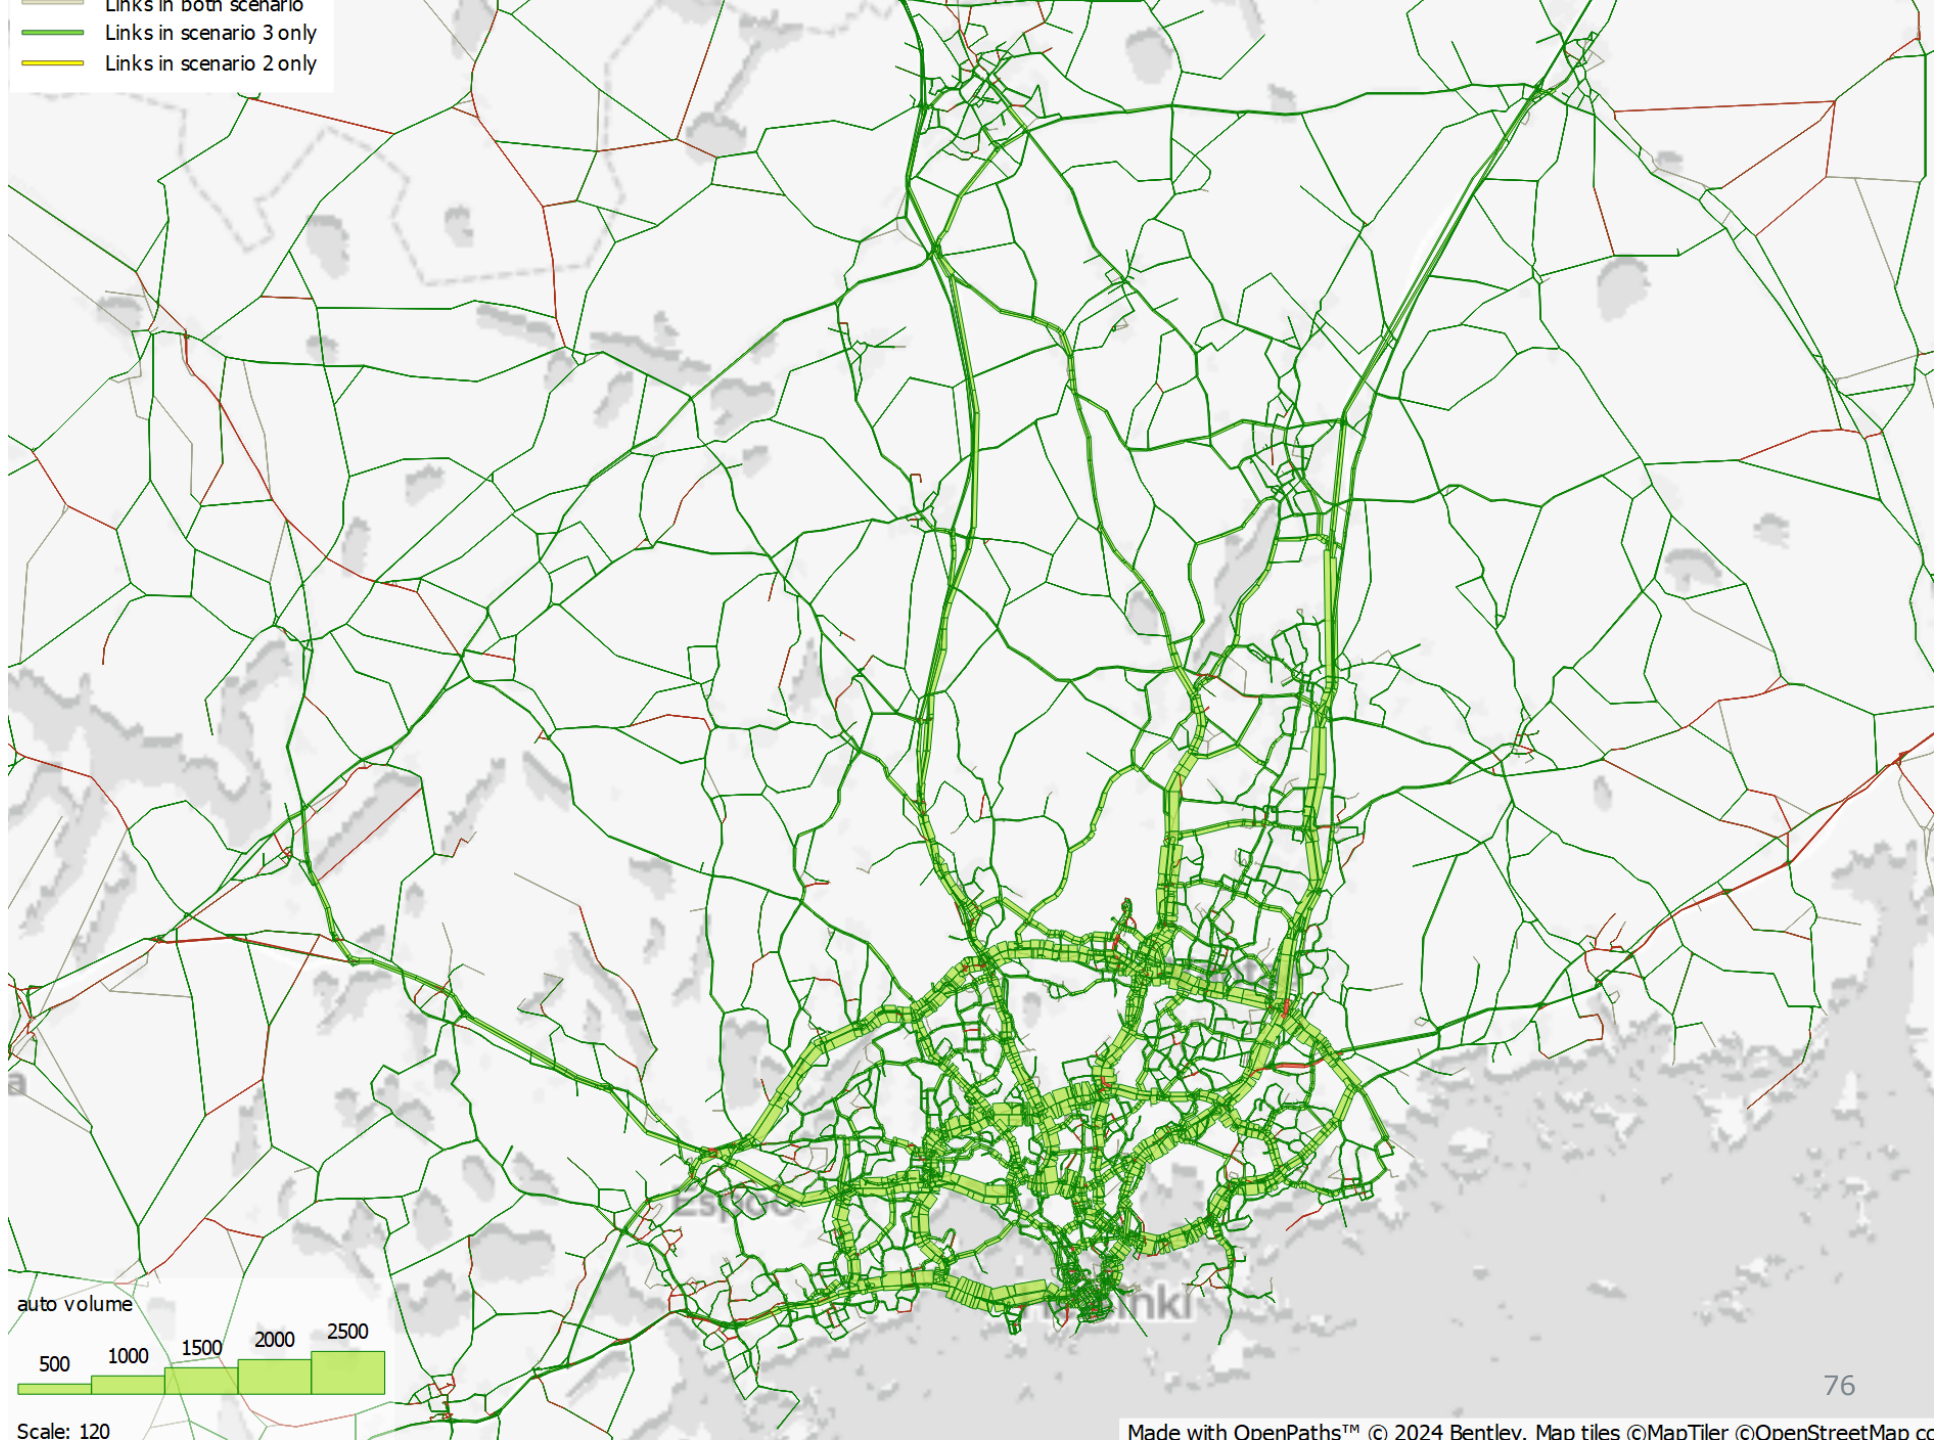 Links in both scenario
Links in scenario 3 only
Links in scenario 2 only
Espoo
auto volume
500 1000 1500 2000 2500
76
Scale: 120
Made with OpenPaths™ © 2024 Bentley. Map tiles ©MapTiler ©OpenStreetMap co